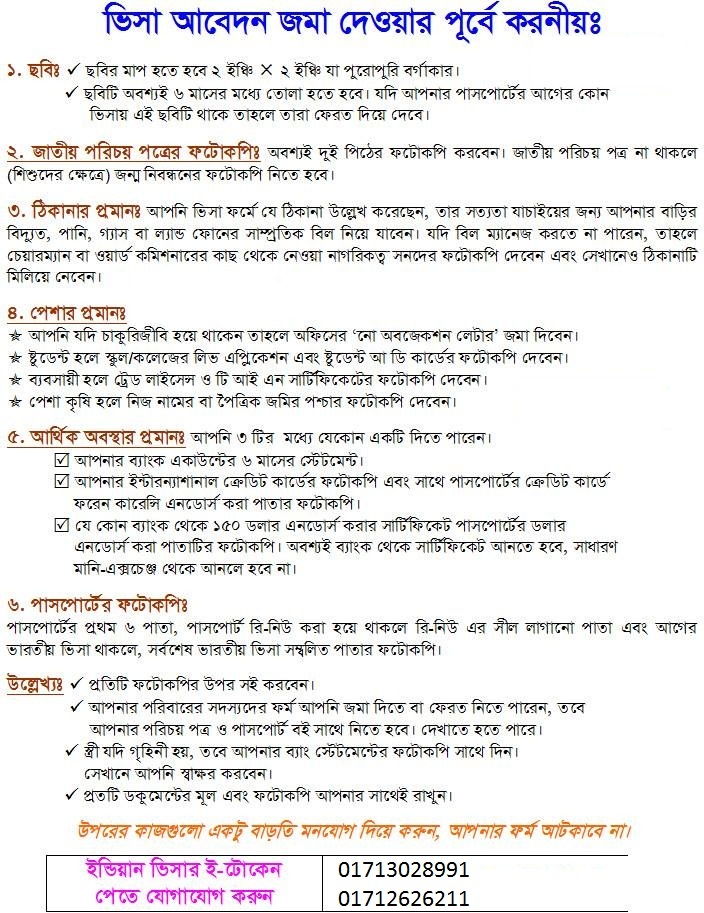 ভিসা আবেদন জমা দেওয়ার পূর্বে করনীয়ঃ
১. ছবিঃ ✓ ছবির মাপ হতে হবে ২ ইঞ্চি × ২ ইঞ্চি যা পুরোপুরি বর্গাকার।
✓ ছবিটি অবশ্যই ৬ মাসের মধ্যে তোলা হতে হবে। যদি আপনার পাসপোর্টের আগের কোন
ভিসায় এই ছবিটি থাকে তাহলে তারা ফেরত দিয়ে দেবে।
২. জাতীয় পরিচয় পত্রের ফটোকপিঃ অবশ্যই দুই পিঠের ফটোকপি করবেন। জাতীয় পরিচয় পত্র না থাকলে
(শিশুদের ক্ষেত্রে) জন্ম নিবন্ধনের ফটোকপি নিতে হবে।
৩. ঠিকানার প্রমানঃ আপনি ভিসা ফর্মে যে ঠিকানা উল্লেখ করেছেন, তার সত্যতা যাচাইয়ের জন্য আপনার বাড়ির
বিদ্যুত, পানি, গ্যাস বা ল্যান্ড ফোনের সাম্প্রতিক বিল নিয়ে যাবেন। যদি বিল ম্যানেজ করতে না পারেন, তাহলে
চেয়ারম্যান বা ওয়ার্ড কমিশনারের কাছ থেকে নেওয়া নাগরিকত্ব সনদের ফটোকপি দেবেন এবং সেখানেও ঠিকানাটি
মিলিয়ে নেবেন।
৪. পেশার প্রমানঃ
✯ আপনি যদি চাকুরিজীবি হয়ে থাকেন তাহলে অফিসের ‘নো অবজেকশন লেটার’ জমা দিবেন।
✯ ষ্টুডেন্ট হলে স্কুল/কলেজের লিভ এপ্লিকেশন এবং ষ্টুডেন্ট আ ডি কার্ডের ফটোকপি দেবেন।
✯ ব্যবসায়ী হলে ট্রেড লাইসেন্স ও টি আই এন সার্টিফিকেটের ফটোকপি দেবেন।
✯ পেশা কৃষি হলে নিজ নামের বা পৈত্রিক জমির পশ্চার ফটোকপি দেবেন।
৫. আর্থিক অবস্থার প্রমানঃ আপনি ৩ টির মধ্যে যেকোন একটি দিতে পারেন।
☑ আপনার ব্যাংক একাউন্টের ৬ মাসের স্টেটমেন্ট।
☑ আপনার ইন্টারন্যাশানাল ক্রেডিট কার্ডের ফটোকপি এবং সাথে পাসপোর্টের ক্রেডিট কার্ডে
ফরেন কারেন্সি এনডোর্স করা পাতার ফটোকপি।
☑ যে কোন ব্যাংক থেকে ১৫০ ডলার এনডোর্স করার সার্টিফিকেট পাসপোর্টের ডলার
এনডোর্স করা পাতাটির ফটোকপি। অবশ্যই ব্যাংক থেকে সার্টিফিকেট আনতে হবে, সাধারণ
মানি-এক্সচেঞ্জ থেকে আনলে হবে না।
৬. পাসপোর্টের ফটোকপিঃ
পাসপোর্টের প্রথম ৬ পাতা, পাসপোর্ট রি-নিউ করা হয়ে থাকলে রি-নিউ এর সীল লাগানো পাতা এবং আগের
ভারতীয় ভিসা থাকলে, সর্বশেষ ভারতীয় ভিসা সম্বলিত পাতার ফটোকপি।
উল্লেখ্যঃ ✓ প্রতিটি ফটোকপির উপর সই করবেন।
✓ আপনার পরিবারের সদস্যদের ফর্ম আপনি জমা দিতে বা ফেরত নিতে পারেন, তবে
আপনার পরিচয় পত্র ও পাসপোর্ট বই সাথে নিতে হবে। দেখাতে হতে পারে।
✓ স্ত্রী যদি গৃহিনী হয়, তবে আপনার ব্যাং স্টেটমেন্টের ফটোকপি সাথে দিন।
সেখানে আপনি স্বাক্ষর করবেন।
✓ প্রতটি ডকুমেন্টের মূল এবং ফটোকপি আপনার সাথেই রাখুন।
উপরের কাজগুলো একটু বাড়তি মনযোগ দিয়ে করুন, আপনার ফর্ম আটকাবে না।
ইন্ডিয়ান ভিসার ই-টোকেন
পেতে যোগাযোগ করুন
01713028991
01712626211